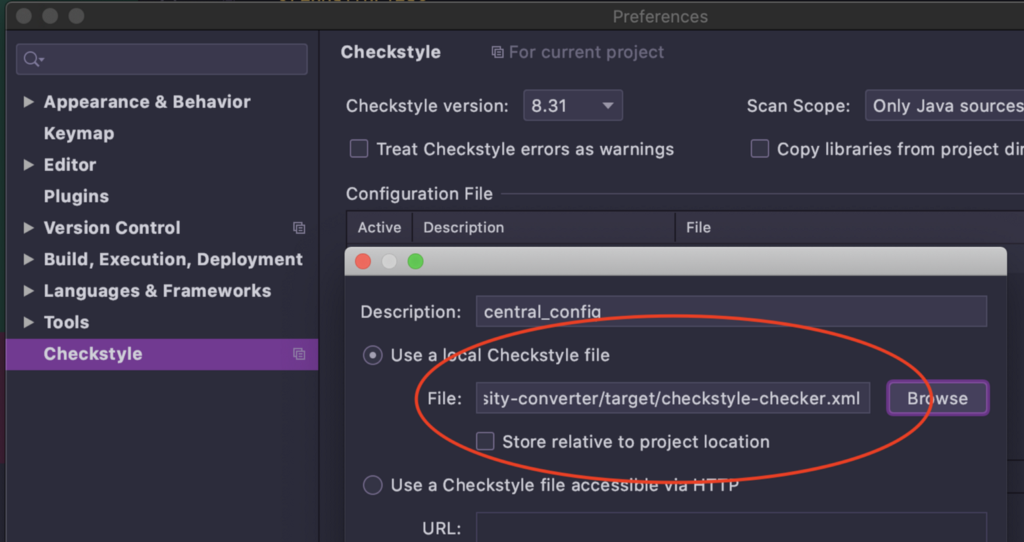 Preferences
Checkstyle For current project
Appearance & Behavior
Keymap
Editor
Plugins
Version Control
Build, Execution, Deployment
Languages & Frameworks
Tools
Checkstyle
Checkstyle version: 8.31 Scan Scope: Only Java sources
Treat Checkstyle errors as warnings Copy libraries from project dir
Configuration File
Active Description File
Description: central_config
Use a local Checkstyle file
File: sity-converter/target/checkstyle-checker.xml Browse
Store relative to project location
Use a Checkstyle file accessible via HTTP
URL: